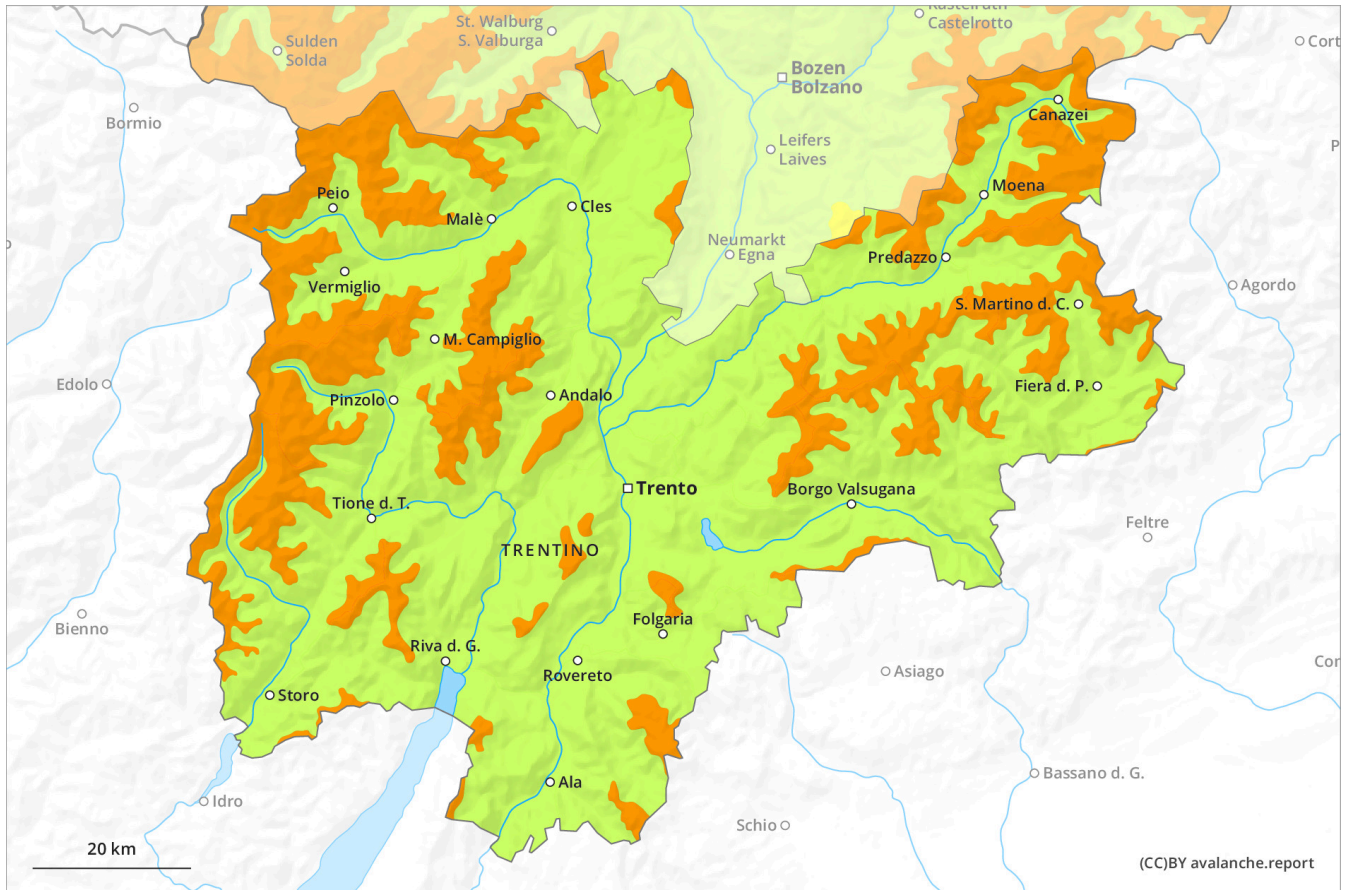 St. Walburg
S. Valburga
Kastelruth
Castelrotto
Sulden
Solda
Cort
Bozen
Bolzano
Bormio
Canazei
Leifers
Laives
P
Peio
Moena
Malè
Cles
Neumarkt
Egna
Predazzo
Vermiglio
Agordo
S. Martino d. C.
M. Campiglio
Edolo
Fiera d. P.
Pinzolo
Andalo
Trento
Borgo Valsugana
Tione d. T.
Feltre
TRENTINO
Bienno
Folgaria
Riva d. G.
Cor
Asiago
Rovereto
Storo
Bassano d. G.
Ala
Idro
Schio
20 km
(CC)BY avalanche.report